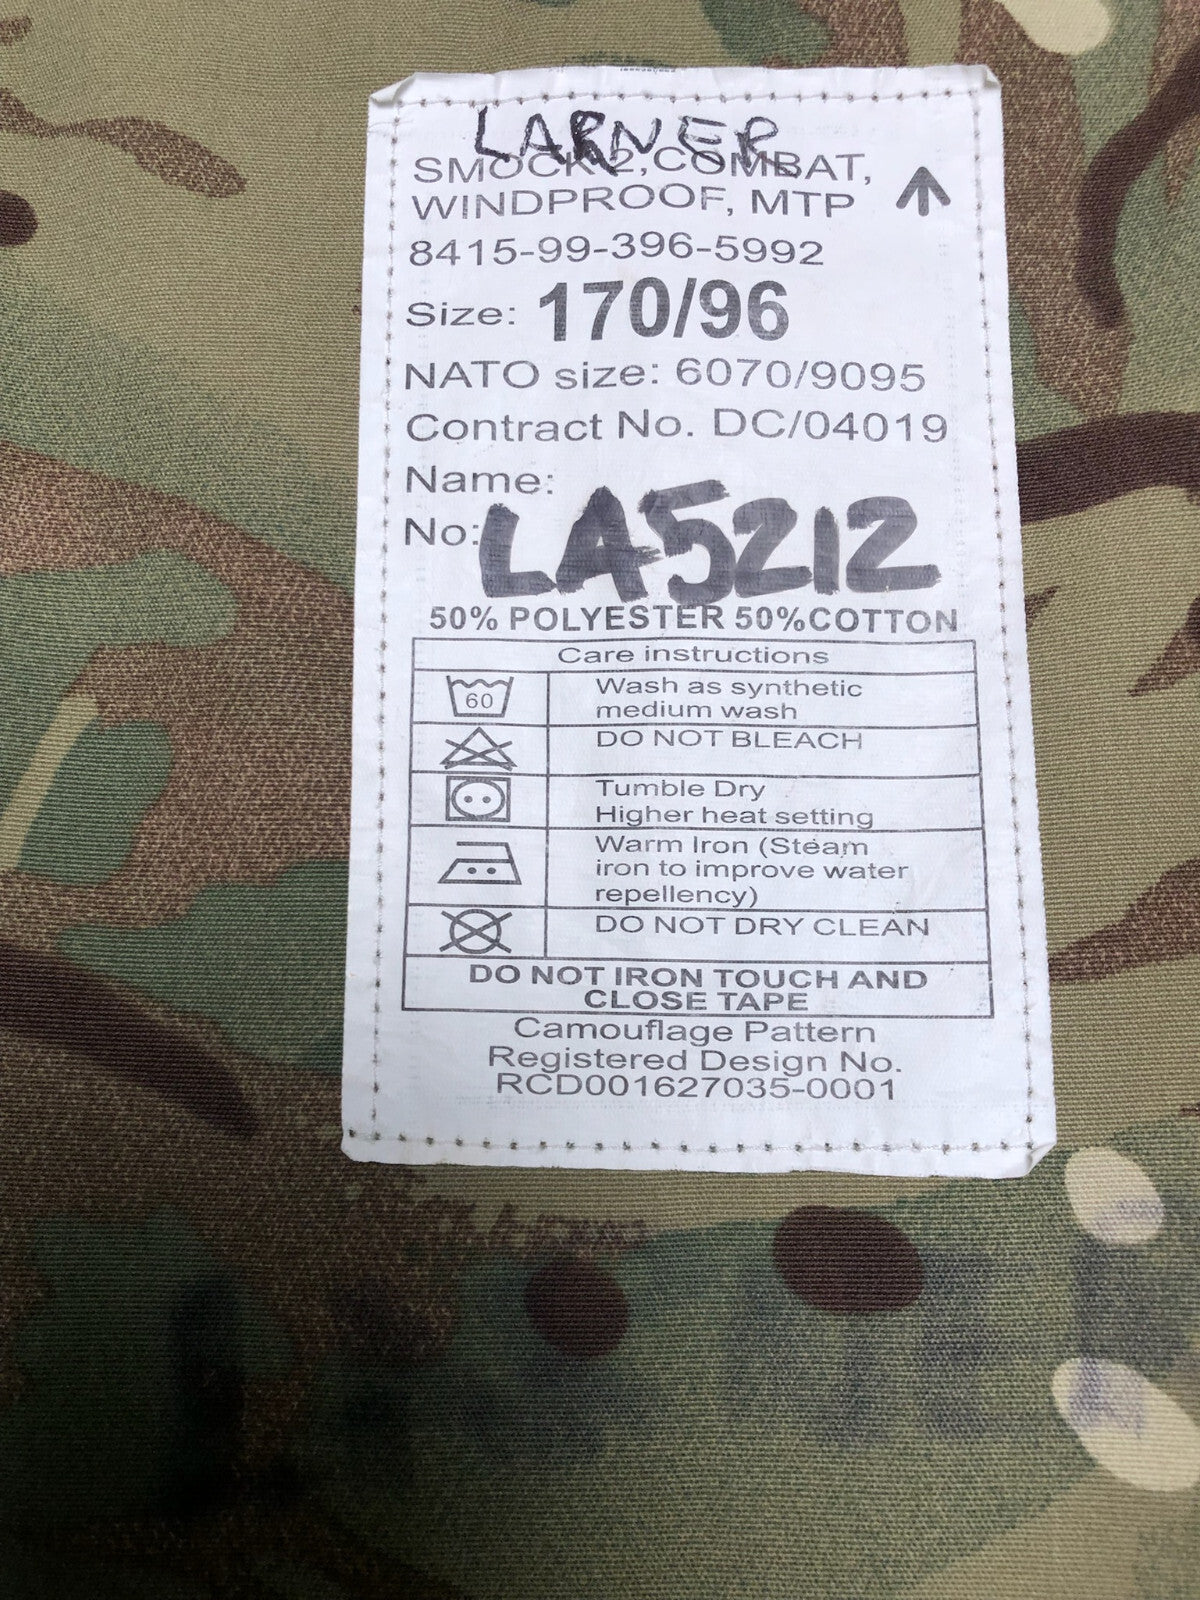 LARNER
SMOCK 2, COMBAT,
WINDPROOF, MTP
8415-99-396-5992
Size: 170/96
NATO size: 6070/9095
Contract No. DC/04019
Name:
No: LA5212
50% POLYESTER 50%COTTON
Care instructions
60 Wash as synthetic
medium wash
DO NOT BLEACH
Tumble Dry
Higher heat setting
Warm Iron (Steam
iron to improve water
repellency)
DO NOT DRY CLEAN
DO NOT IRON TOUCH AND
CLOSE TAPE
Camouflage Pattern
Registered Design No.
RCD001627035-0001